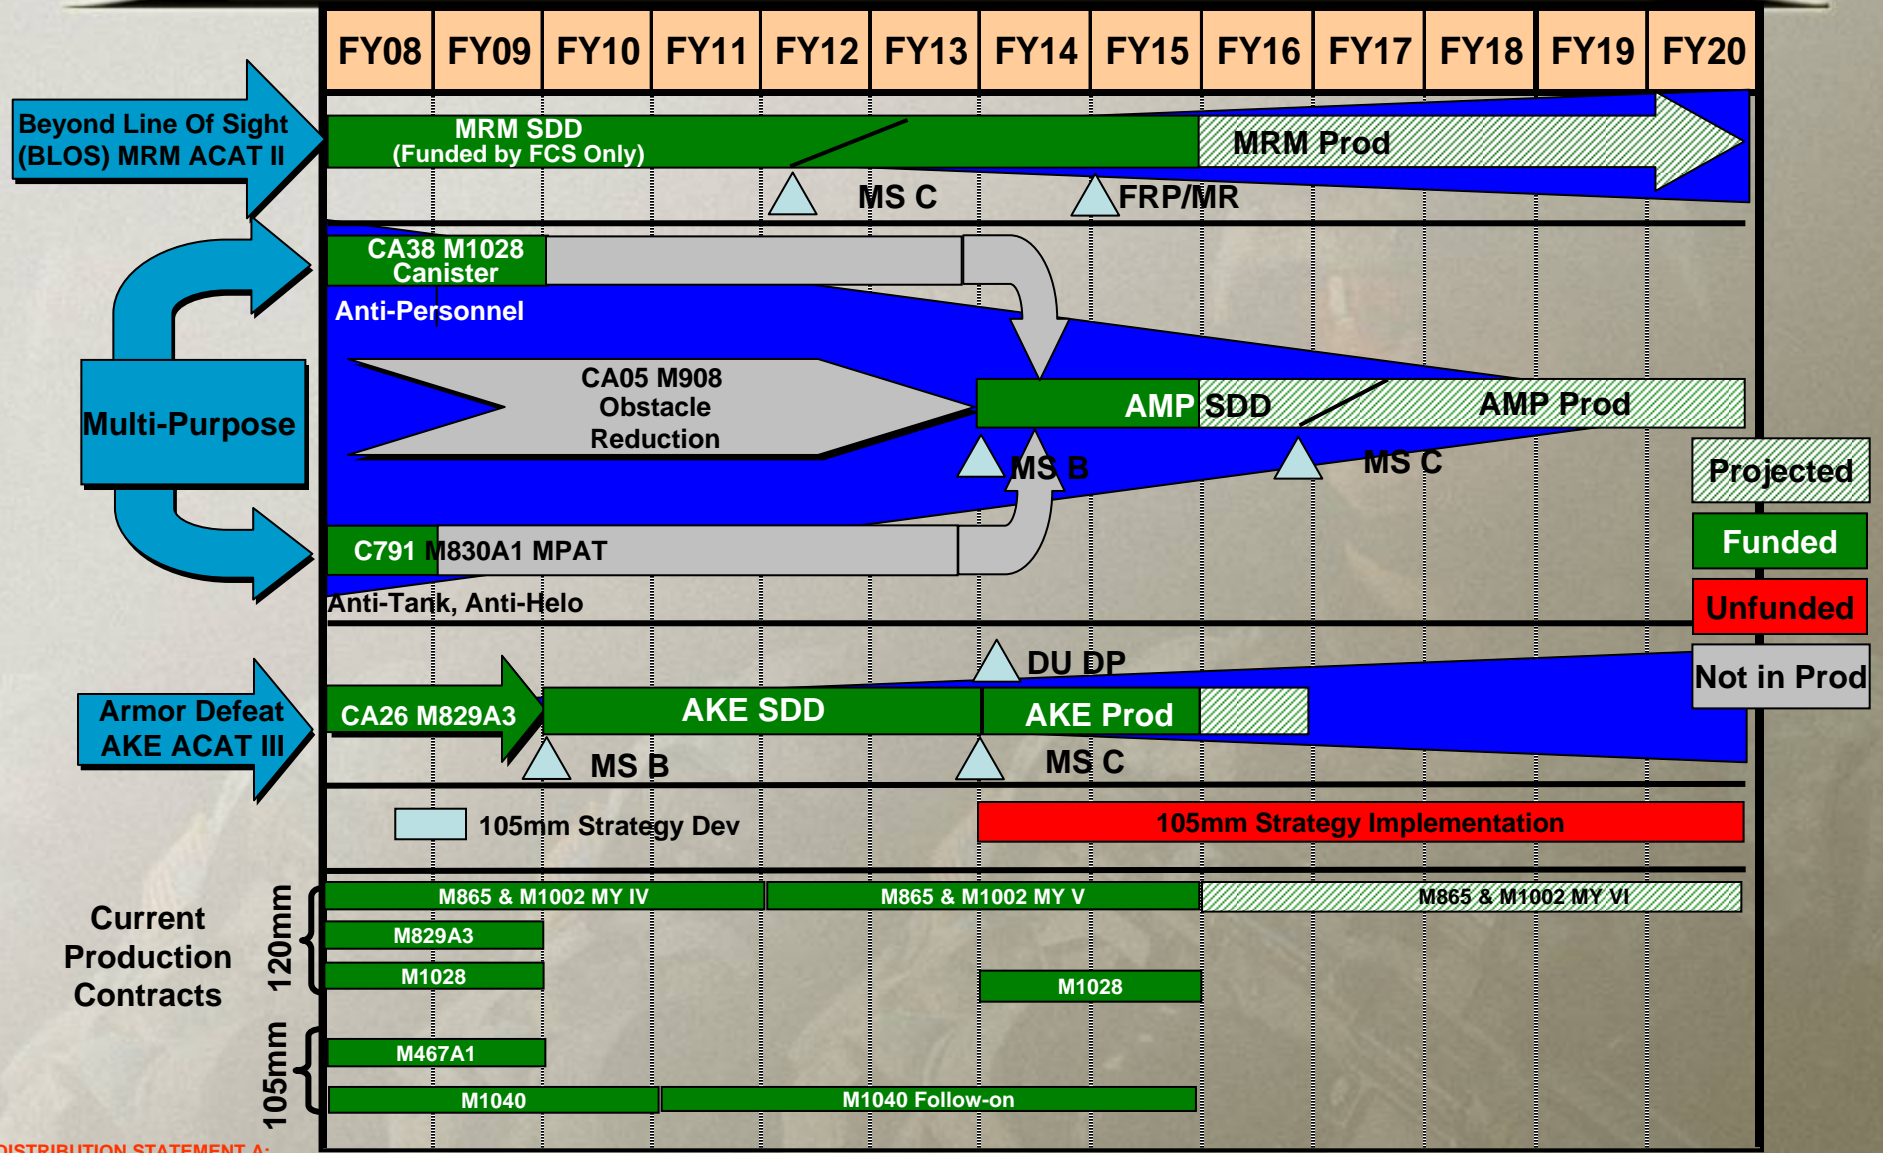 FY08 FY09 FY10 FY11 FY12 FY13 FY14 FY15 FY16 FY17 FY18 FY19 FY20
Beyond Line Of Sight
(BLOS) MRM ACAT II
MRM SDD
(Funded by FCS Only)
MRM Prod
MS C
FRP/MR
CA38 M1028
Canister
Anti-Personnel
Multi-Purpose
CA05 M908
Obstacle
Reduction
AMP SDD
AMP Prod
MS B
MS C
C791 M830A1 MPAT
Anti-Tank, Anti-Helo
Projected
Funded
Unfunded
Not in Prod
DU DP
Armor Defeat
AKE ACAT III
CA26 M829A3
AKE SDD
AKE Prod
MS B
MS C
105mm Strategy Dev
105mm Strategy Implementation
Current
Production
Contracts
120mm
M865 & M1002 MY IV
M865 & M1002 MY V
M865 & M1002 MY VI
M829A3
M1028
M1028
105mm
M467A1
M1040
M1040 Follow-on
DISTRIBUTION STATEMENT A: